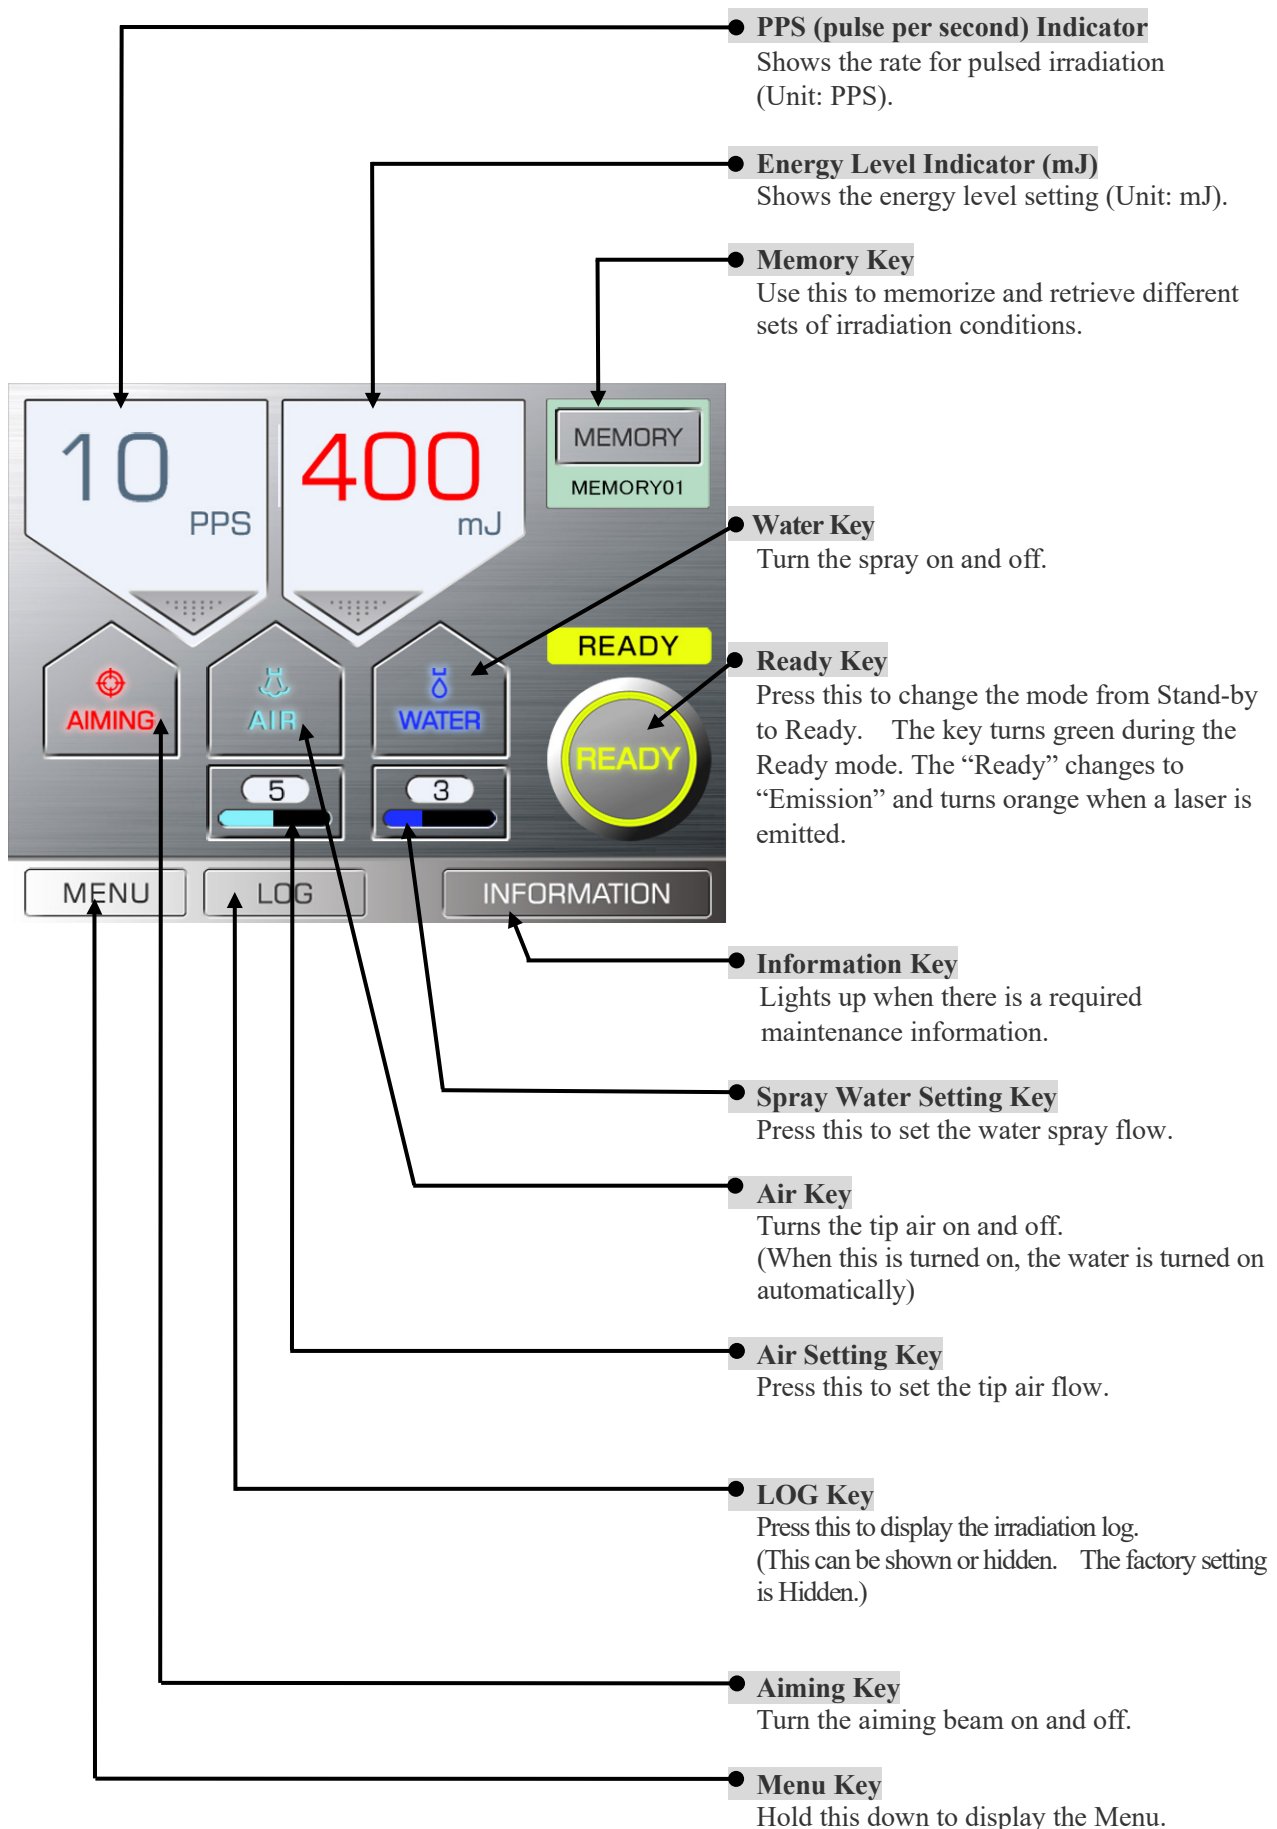 PPS (pulse per second) Indicator
Shows the rate for pulsed irradiation
(Unit: PPS).
Energy Level Indicator (mJ)
Shows the energy level setting (Unit: mJ).
Memory Key
Use this to memorize and retrieve different
sets of irradiation conditions.
10
PPS
400
mJ
MEMORY
MEMORY01
Water Key
Turn the spray on and off.
READY
AIMING
AIR
WATER
READY
5
3
Ready Key
Press this to change the mode from Stand-by
to Ready. The key turns green during the
Ready mode. The “Ready” changes to
“Emission” and turns orange when a laser is
emitted.
MENU
LOG
INFORMATION
Information Key
Lights up when there is a required
maintenance information.
Spray Water Setting Key
Press this to set the water spray flow.
Air Key
Turns the tip air on and off.
(When this is turned on, the water is turned on
automatically)
Air Setting Key
Press this to set the tip air flow.
LOG Key
Press this to display the irradiation log.
(This can be shown or hidden. The factory setting
is Hidden.)
Aiming Key
Turn the aiming beam on and off.
Menu Key
Hold this down to display the Menu.